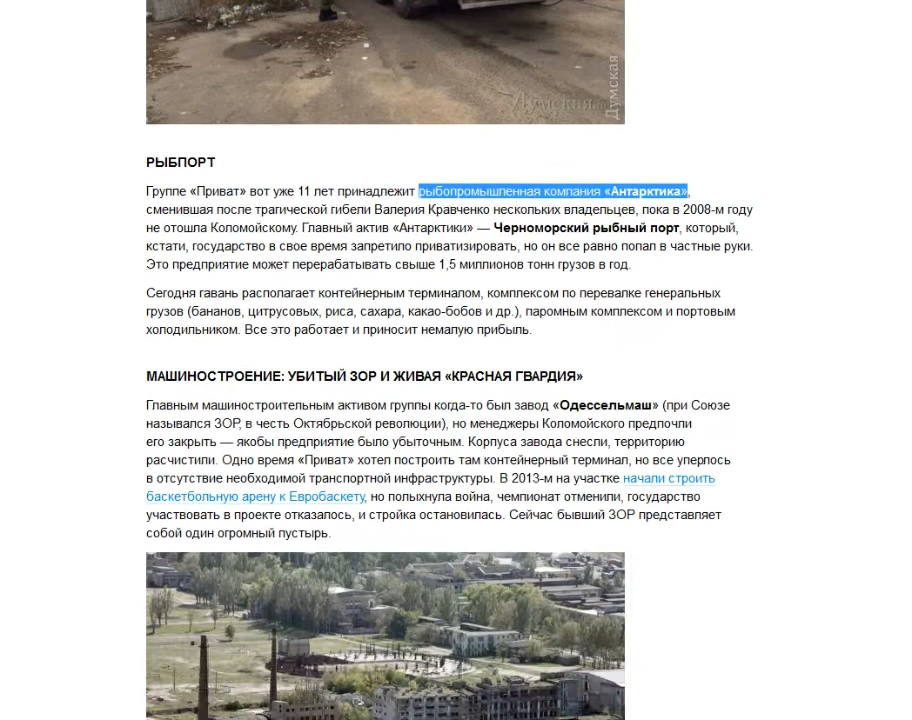 Думская
Думская
РЫБПОРТ
Группе «Приват» вот уже 11 лет принадлежит рыбопромышленная компания «Антарктика»,
сменившая после трагической гибели Валерия Кравченко нескольких владельцев, пока в 2008-м году
не отошла Коломойскому. Главный актив «Антарктики» — Черноморский рыбный порт, который,
кстати, государство в свое время запретило приватизировать, но он все равно попал в частные руки.
Это предприятие может перерабатывать свыше 1,5 миллионов тонн грузов в год.
Сегодня гавань располагает контейнерным терминалом, комплексом по перевалке генеральных
грузов (бананов, цитрусовых, риса, сахара, какао-бобов и др.), паромным комплексом и портовым
холодильником. Все это работает и приносит немалую прибыль.
МАШИНОСТРОЕНИЕ: УБИТЫЙ ЗОР И ЖИВАЯ «КРАСНАЯ ГВАРДИЯ»
Главным машиностроительным активом группы когда-то был завод «Одессельмаш» (при Союзе
назывался ЗОР, в честь Октябрьской революции), но менеджеры Коломойского предпочли
его закрыть — якобы предприятие было убыточным. Корпуса завода снесли, территорию
расчистили. Одно время «Приват» хотел построить там контейнерный терминал, но все уперлось
в отсутствие необходимой транспортной инфраструктуры. В 2013-м на участке начали строить
баскетбольную арену к Евробаскету, но полыхнула война, чемпионат отменили, государство
участвовать в проекте отказалось, и стройка остановилась. Сейчас бывший ЗОР представляет
собой один огромный пустырь.